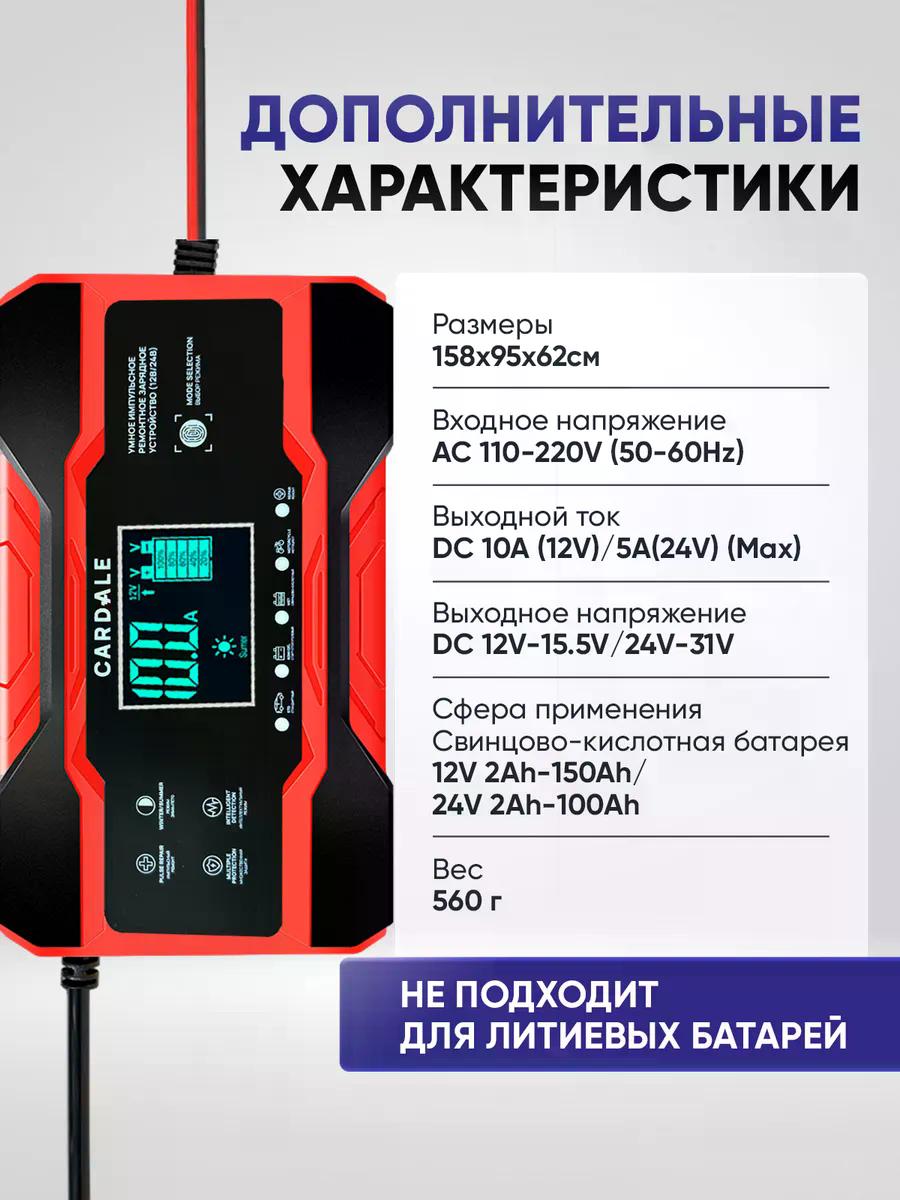 ДОПОЛНИТЕЛЬНЫЕ
ХАРАКТЕРИСТИКИ
Размеры
158x95x62см
Входное напряжение
AC 110-220V (50-60Hz)
Выходной ток
DC 10A (12V)/5A(24V) (Max)
Выходное напряжение
DC 12V-15.5V/24V-31V
Сфера применения
Свинцово-кислотная батарея
12V 2Ah-150Ah/
24V 2Ah-100Ah
Вес
560 г
НЕ ПОДХОДИТ
ДЛЯ ЛИТИЕВЫХ БАТАРЕЙ
УМНОЕ ИМПУЛЬСНОЕ
РЕМОНТНОЕ ЗАРЯДНОЕ
УСТРОЙСТВО (12В/24В)
MODE SELECTION
ВЫБОР РЕЖИМА
CARDALE
10.0 A
12V V V
100%
80%
60%
40%
20%
WINTER/SUMMER
PULSE REPAIR
INTELLIGENT
DETECTION
MULTIPLE
PROTECTION